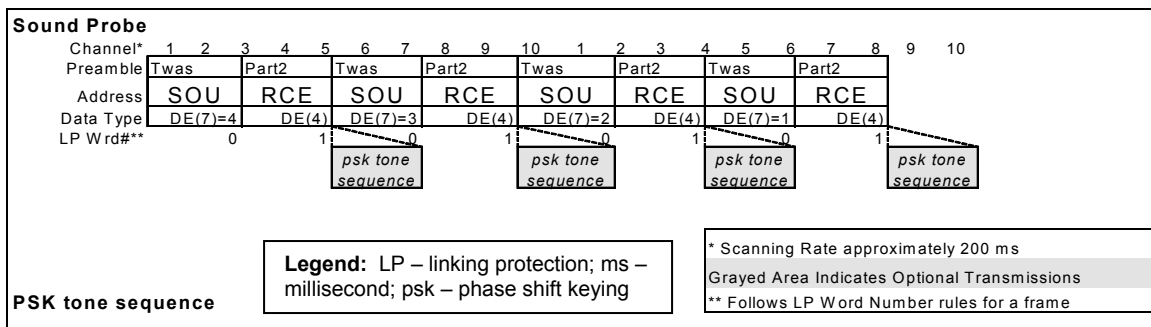 Sound Probe
Channel* 1 2 3 4 5 6 7 8 9 10 1 2 3 4 5 6 7 8 9 10
Preamble Twas Part2 Twas Part2 Twas Part2 Twas Part2
Address SOU RCE SOU RCE SOU RCE SOU RCE
Data Type DE(7)=4 DE(4) DE(7)=3 DE(4) DE(7)=2 DE(4) DE(7)=1 DE(4)
LP Wrd#** 0 1 0 1 0 1 0 1
psk tone psk tone psk tone psk tone
sequence sequence sequence sequence
Legend: LP – linking protection; ms –
millisecond; psk – phase shift keying
* Scanning Rate approximately 200 ms
Grayed Area Indicates Optional Transmissions
** Follows LP Word Number rules for a frame
PSK tone sequence